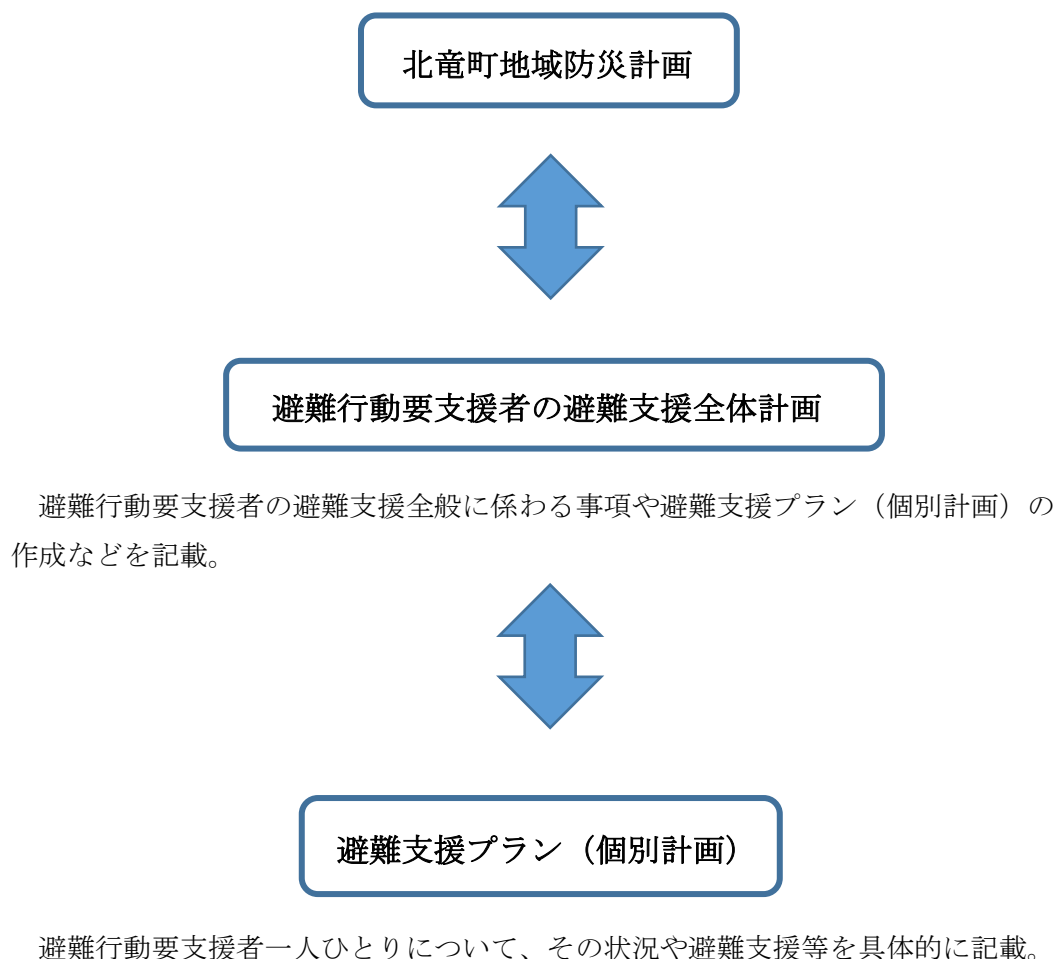 北竜町地域防災計画
避難行動要支援者の避難支援全体計画
避難行動要支援者の避難支援全般に係わる事項や避難支援プラン（個別計画）の
作成などを記載。
避難支援プラン（個別計画）
避難行動要支援者一人ひとりについて、その状況や避難支援等を具体的に記載。